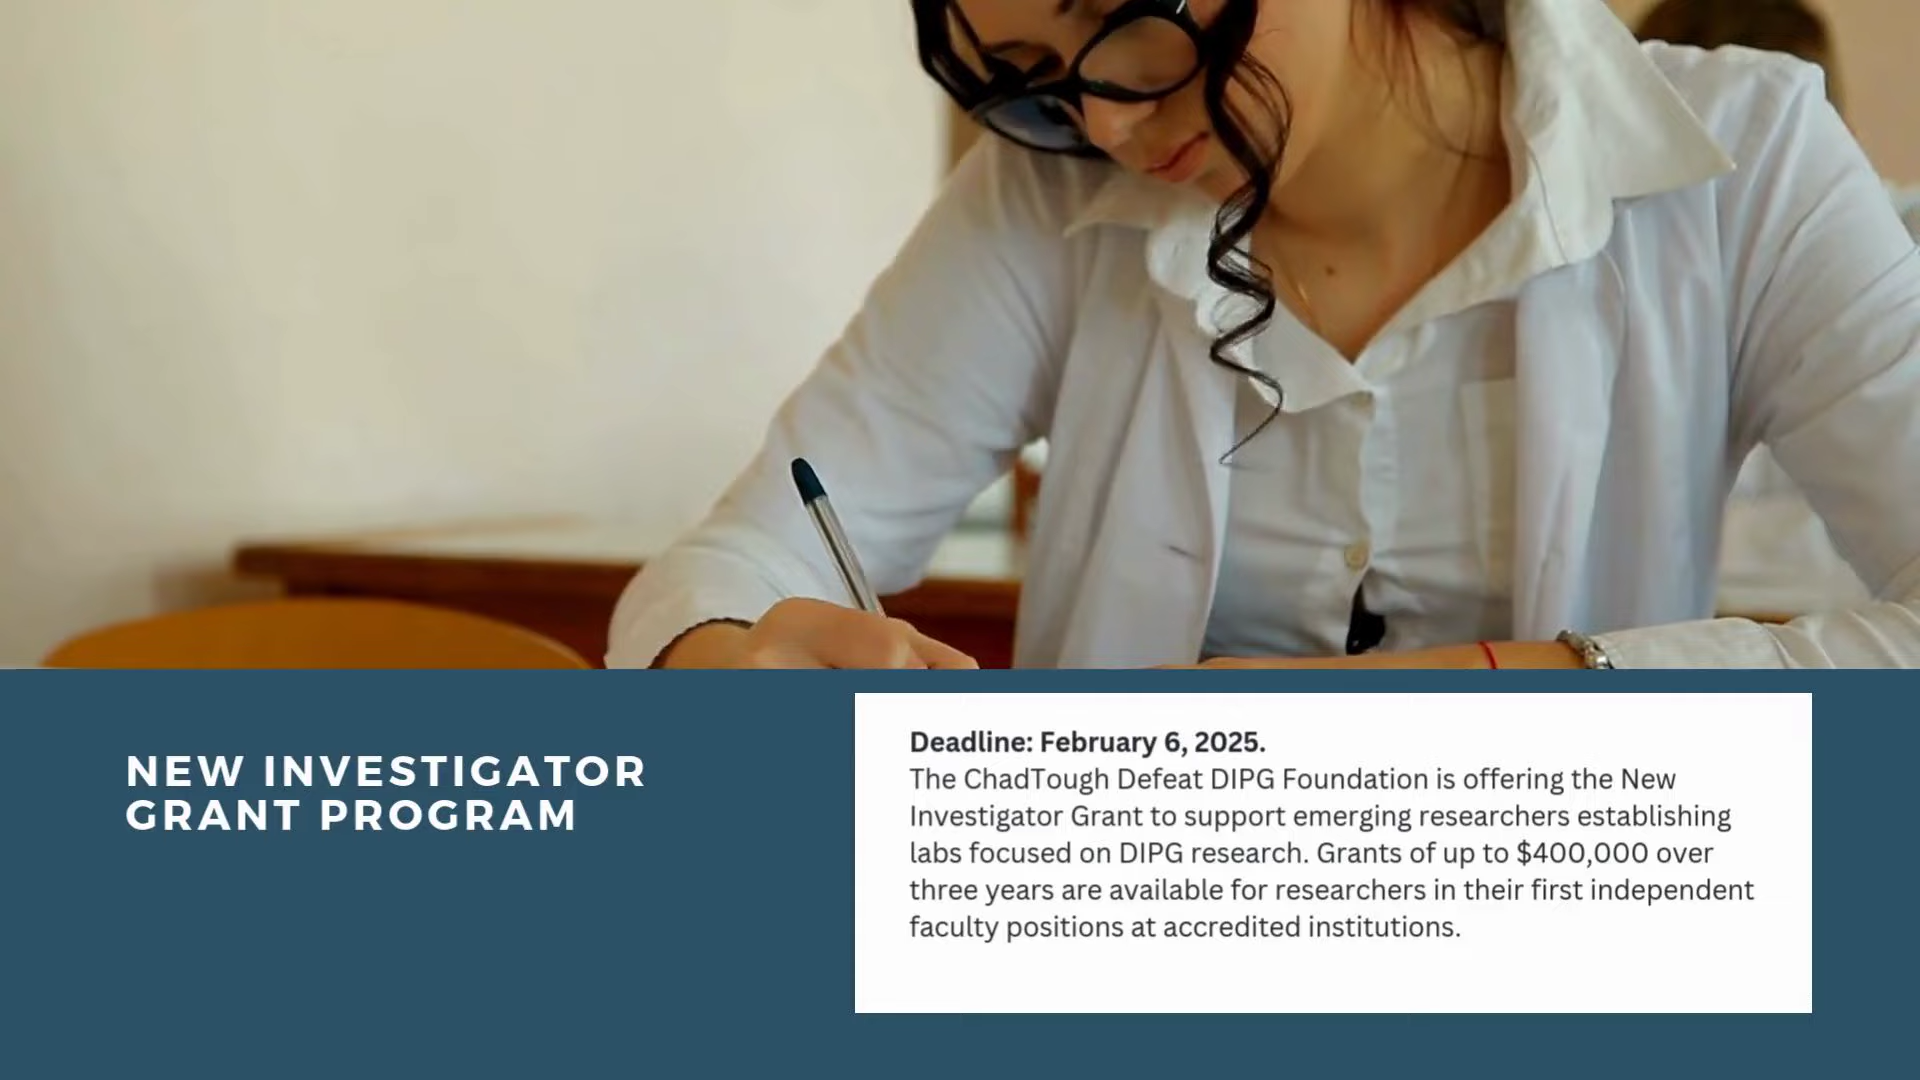 NEW INVESTIGATOR
GRANT PROGRAM
Deadline: February 6, 2025.
The ChadTough Defeat DIPG Foundation is offering the New
Investigator Grant to support emerging researchers establishing
labs focused on DIPG research. Grants of up to $400,000 over
three years are available for researchers in their first independent
faculty positions at accredited institutions.